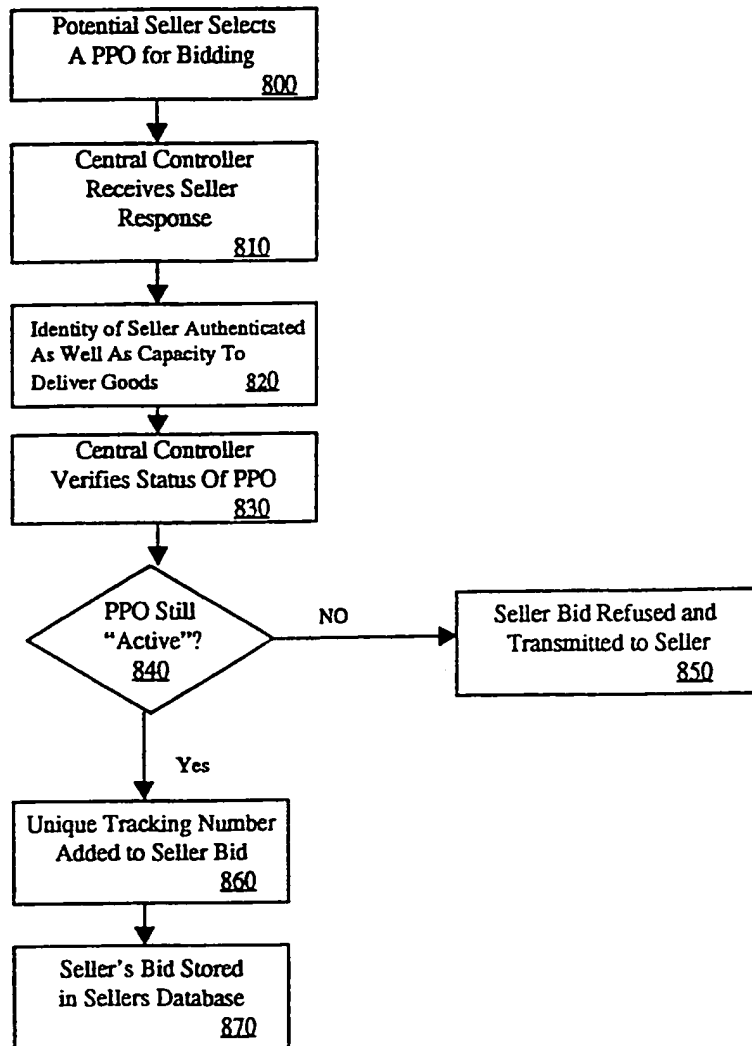 Potential Seller Selects
A PPO for Bidding
800
Central Controller
Receives Seller
Response
810
Identity of Seller Authenticated
As Well As Capacity To
Deliver Goods 820
Central Controller
Verifies Status Of PPO
830
PPO Still
“Active”?
840
NO
Seller Bid Refused and
Transmitted to Seller
850
Yes
Unique Tracking Number
Added to Seller Bid
860
Seller's Bid Stored
in Sellers Database
870